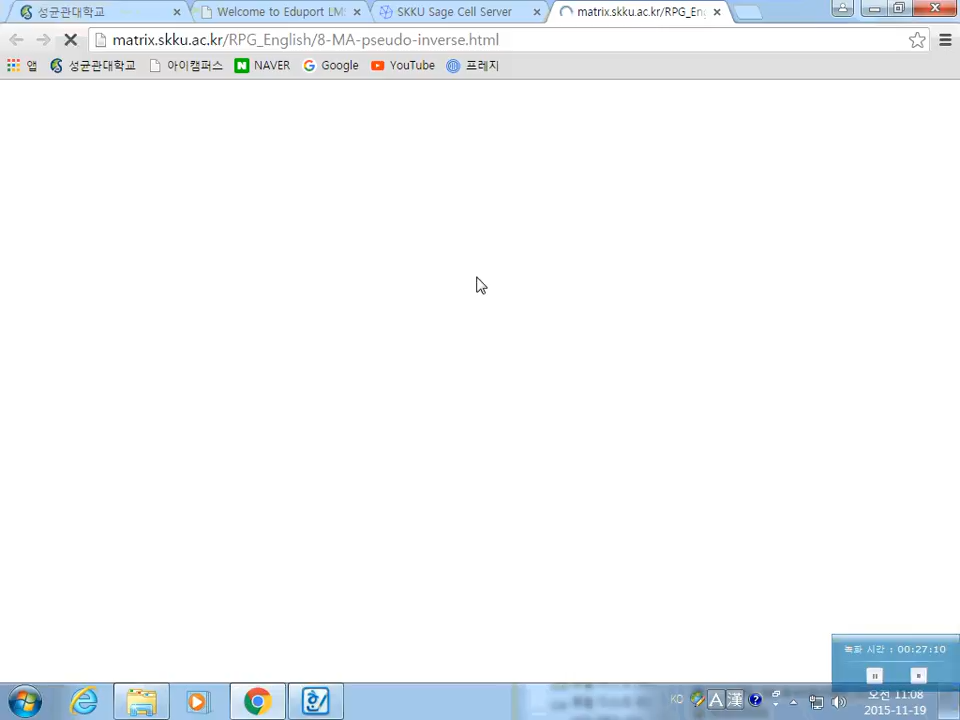 성균관대학교
Welcome to Eduport LM
SKKU Sage Cell Server
matrix.skku.ac.kr/RPG_En
matrix.skku.ac.kr/RPG_English/8-MA-pseudo-inverse.html
앱 성균관대학교 아이캠퍼스 NAVER Google YouTube 프레지
녹화 시간 : 00:27:10
KO A 漢
오전 11:08
2015-11-19